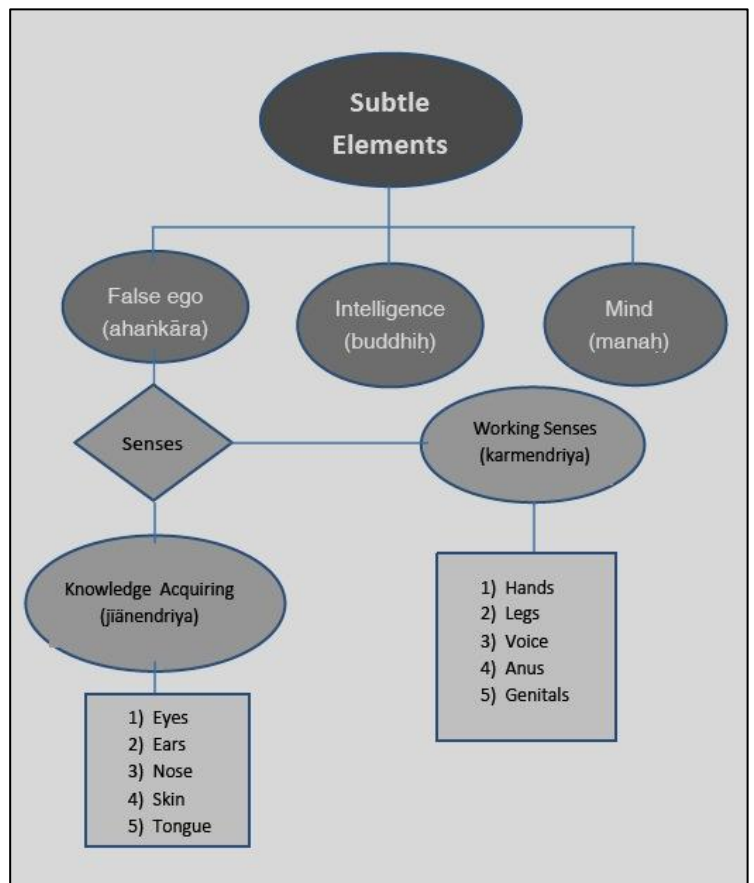 Subtle
Elements
False ego
(ahaṅkāra)
Intelligence
(buddhiḥ)
Mind
(manaḥ)
Senses
Working Senses
(karmendriya)
Knowledge Acquiring
(jïänendriya)
1) Hands
2) Legs
3) Voice
4) Anus
5) Genitals
1) Eyes
2) Ears
3) Nose
4) Skin
5) Tongue